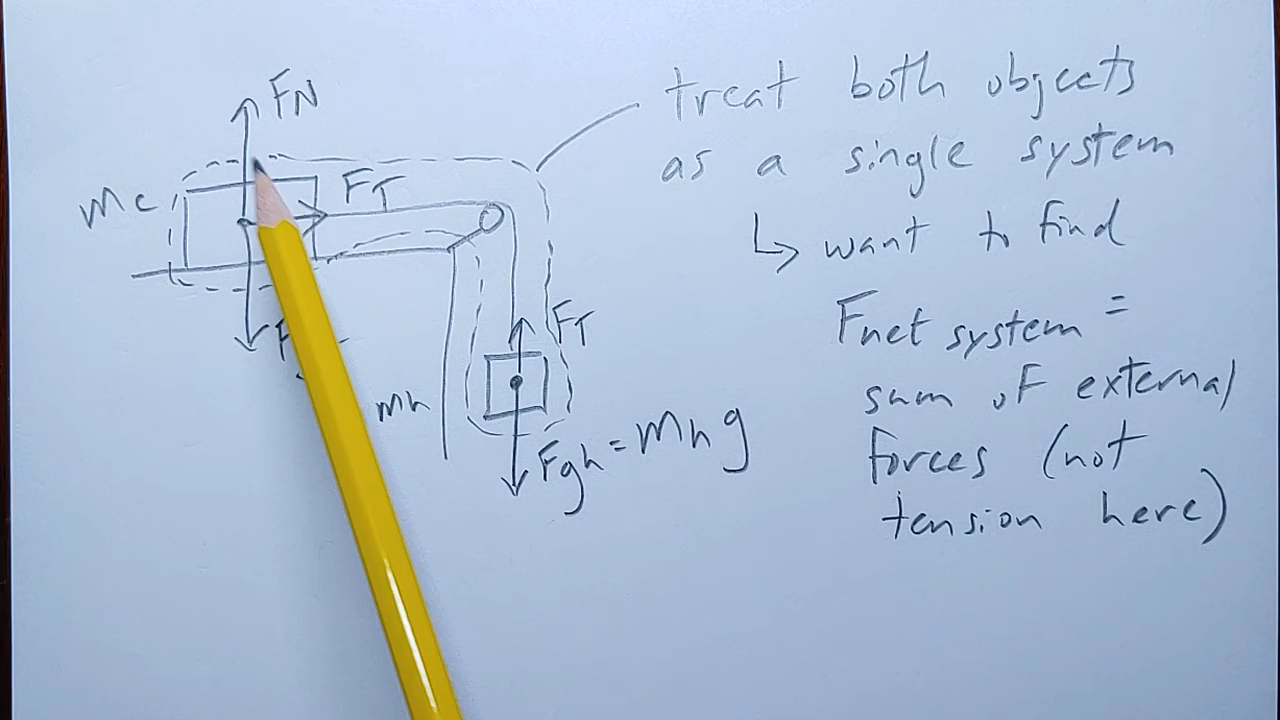 FN
mc
FT
FT
mh
Fgh = mhg
treat both objects
as a single system
↳ want to find
Fnet system =
sum of external
forces (not
tension here)